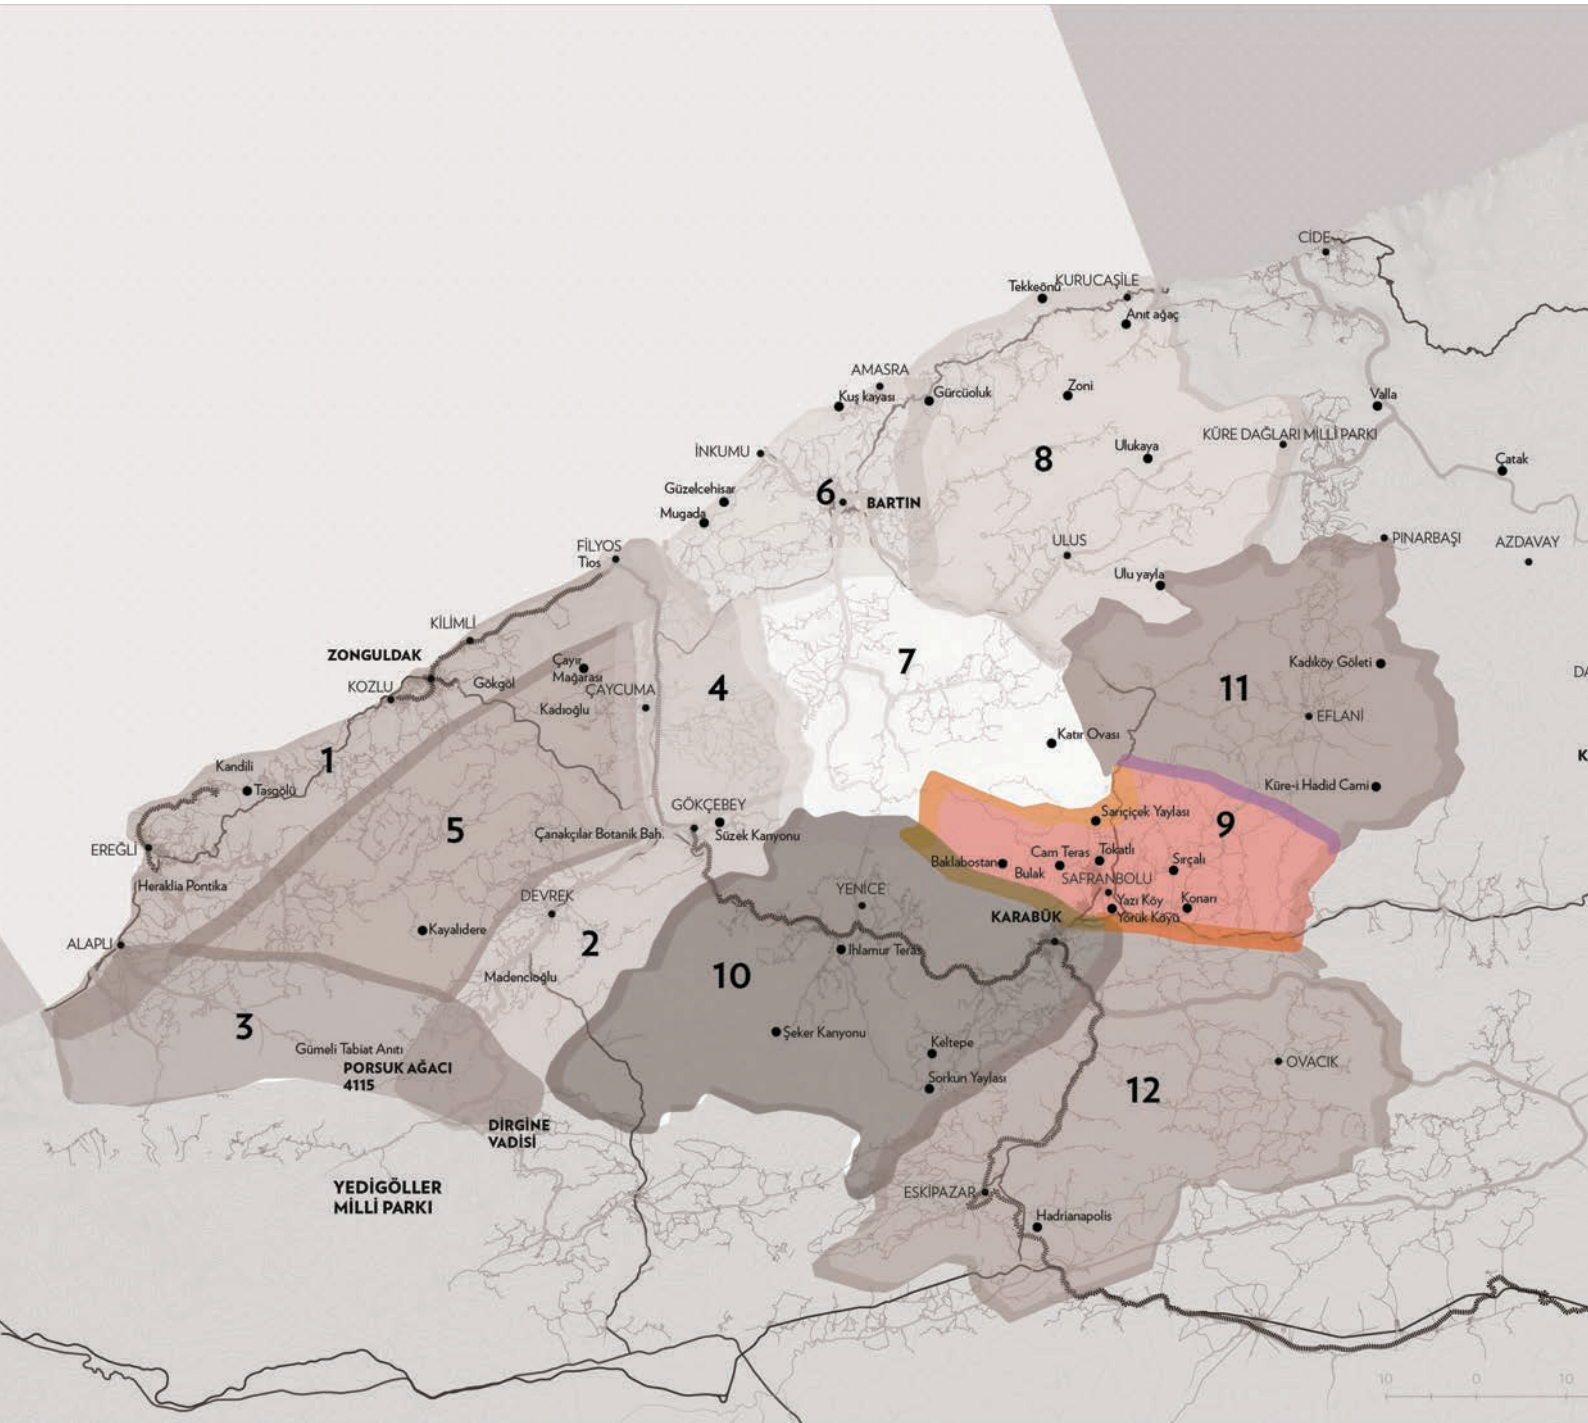 CİDE
Tekkeönü
KURUCAŞİLE
Anıt ağaç
AMASRA
Kuş kayası
Gürcüoluk
Zoni
Valla
KÜRE DAĞLARI MİLLİ PARKI
İNKUMU
8
Ulukaya
Çatak
Güzelcehisar
6
BARTIN
Mugada
FİLYOS
Tios
ULUS
PINARBAŞI
AZDAVAY
Ulu yayla
KİLİMLİ
ZONGULDAK
Çayır
Mağarası
7
Kadıköy Göleti
DA
KOZLU
Gökgöl
ÇAYCUMA
4
11
Kadıoğlu
EFLANİ
Katır Ovası
1
K
Kandili
Tasgölü
Küre-i Hadid Cami
GÖKÇEBEY
Sarıçiçek Yaylası
5
Çanakçılar Botanik Bah.
Süzek Kanyonu
9
EREĞLİ
Cam Teras
Tokatlı
Baklabostan
Bulak
Sırçalı
SAFRANBOLU
Heraklia Pontika
YENİCE
DEVREK
Yazı Köy
Konarı
KARABÜK
Yörük Köyü
Kayalıdere
ALAPLI
2
Ihlamur Teras
Madencioğlu
10
3
Şeker Kanyonu
Gümeli Tabiat Anıtı
PORSUK AĞACI
4115
Keltepe
Sorkun Yaylası
OVACIK
12
DİRGİNE
VADİSİ
YEDİGÖLLER
MİLLİ PARKI
ESKİPAZAR
Hadrianapolis
10 0 10